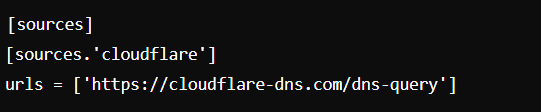 [sources]
[sources.'cloudflare']
urls = ['https://cloudflare-dns.com/dns-query']